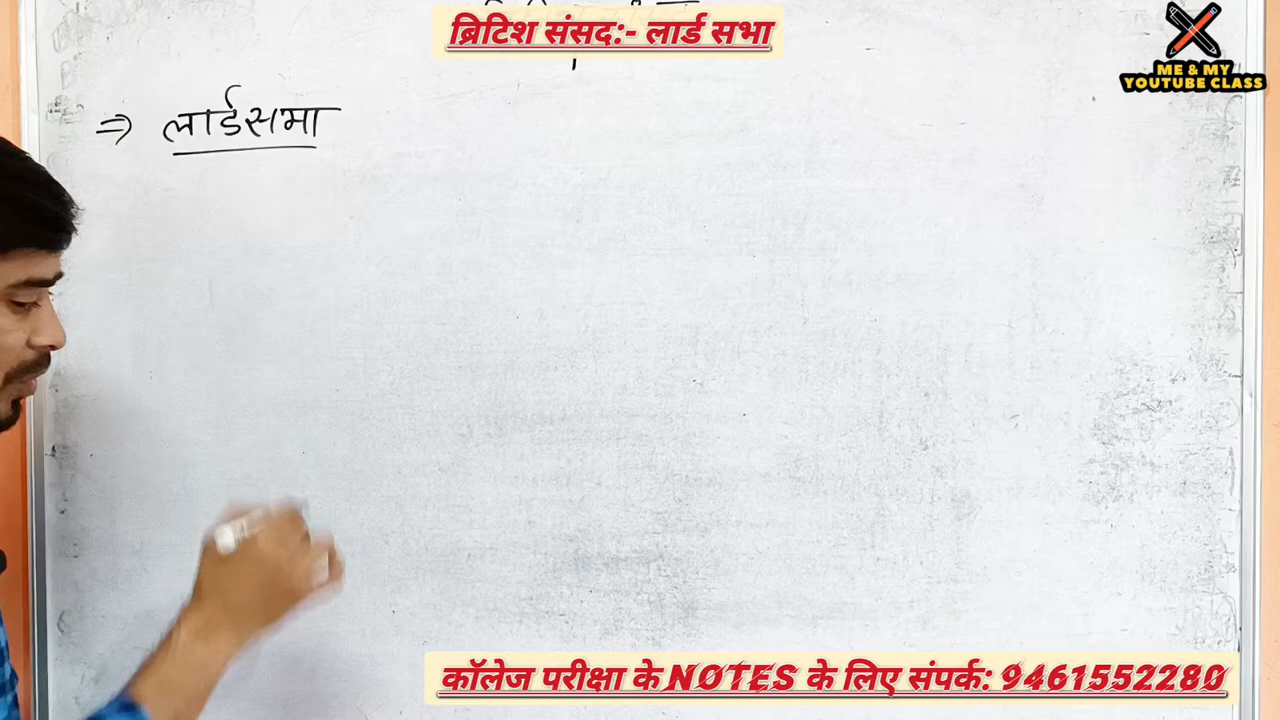 ब्रिटिश संसद:- लार्ड सभा
ME & MY
YOUTUBE CLASS
⇒ लार्डसभा
कॉलेज परीक्षा के NOTES के लिए संपर्क: 9461552280